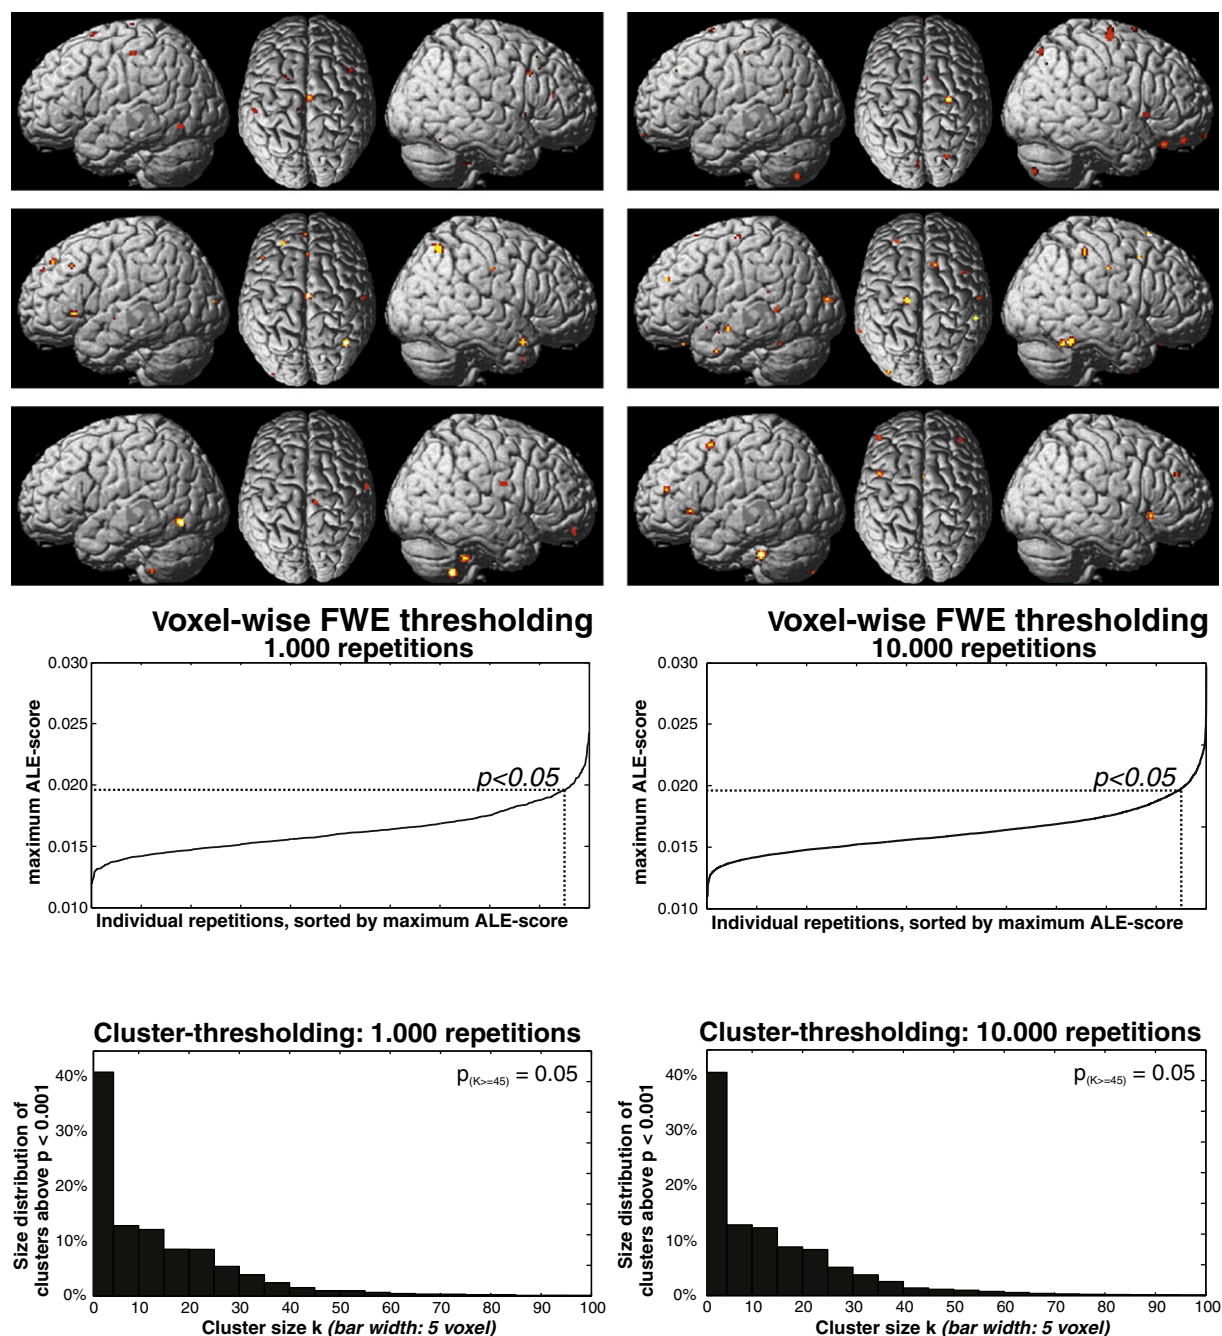 Voxel-wise FWE thresholding
1.000 repetitions
0.030
0.025
0.020
0.015
0.010
maximum ALE-score
p<0.05
Individual repetitions, sorted by maximum ALE-score
Voxel-wise FWE thresholding
10.000 repetitions
0.030
0.025
0.020
0.015
0.010
maximum ALE-score
p<0.05
Individual repetitions, sorted by maximum ALE-score
Cluster-thresholding: 1.000 repetitions
p(K>=45) = 0.05
Size distribution of
clusters above p < 0.001
40%
30%
20%
10%
0%
0 10 20 30 40 50 60 70 80 90 100
Cluster size k (bar width: 5 voxel)
Cluster-thresholding: 10.000 repetitions
p(K>=45) = 0.05
Size distribution of
clusters above p < 0.001
40%
30%
20%
10%
0%
0 10 20 30 40 50 60 70 80 90 100
Cluster size k (bar width: 5 voxel)